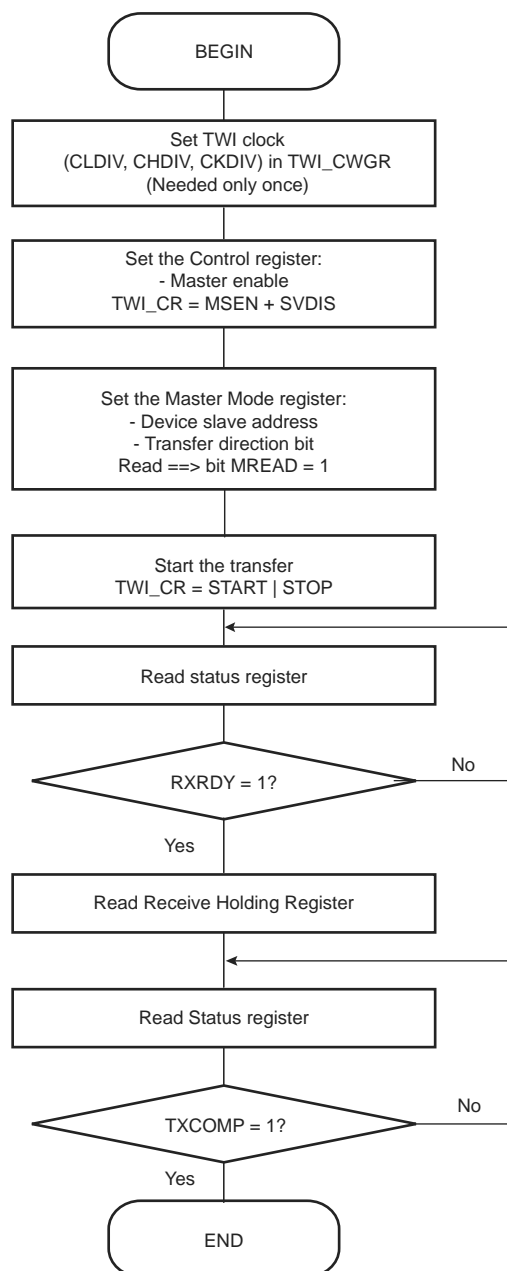 BEGIN
Set TWI clock
(CLDIV, CHDIV, CKDIV) in TWI_CWGR
(Needed only once)
Set the Control register:
- Master enable
TWI_CR = MSEN + SVDIS
Set the Master Mode register:
- Device slave address
- Transfer direction bit
Read ==> bit MREAD = 1
Start the transfer
TWI_CR = START | STOP
Read status register
RXRDY = 1?
No
Yes
Read Receive Holding Register
Read Status register
TXCOMP = 1?
No
Yes
END